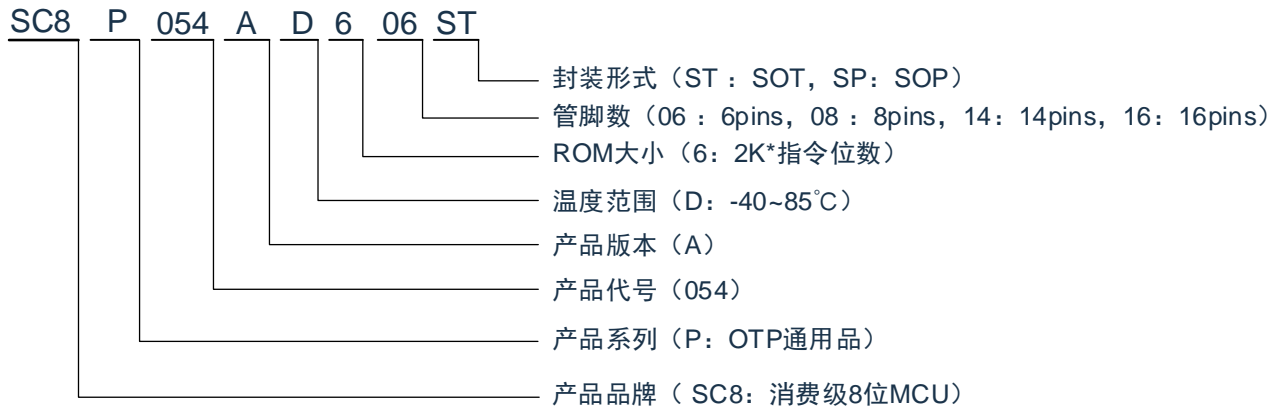 SC8 P 054 A D 6 06 ST
封装形式（ST：SOT，SP：SOP）
管脚数（06：6pins，08：8pins，14：14pins，16：16pins）
ROM大小（6：2K*指令位数）
温度范围（D：-40~85℃）
产品版本（A）
产品代号（054）
产品系列（P：OTP通用品）
产品品牌（ SC8：消费级8位MCU）